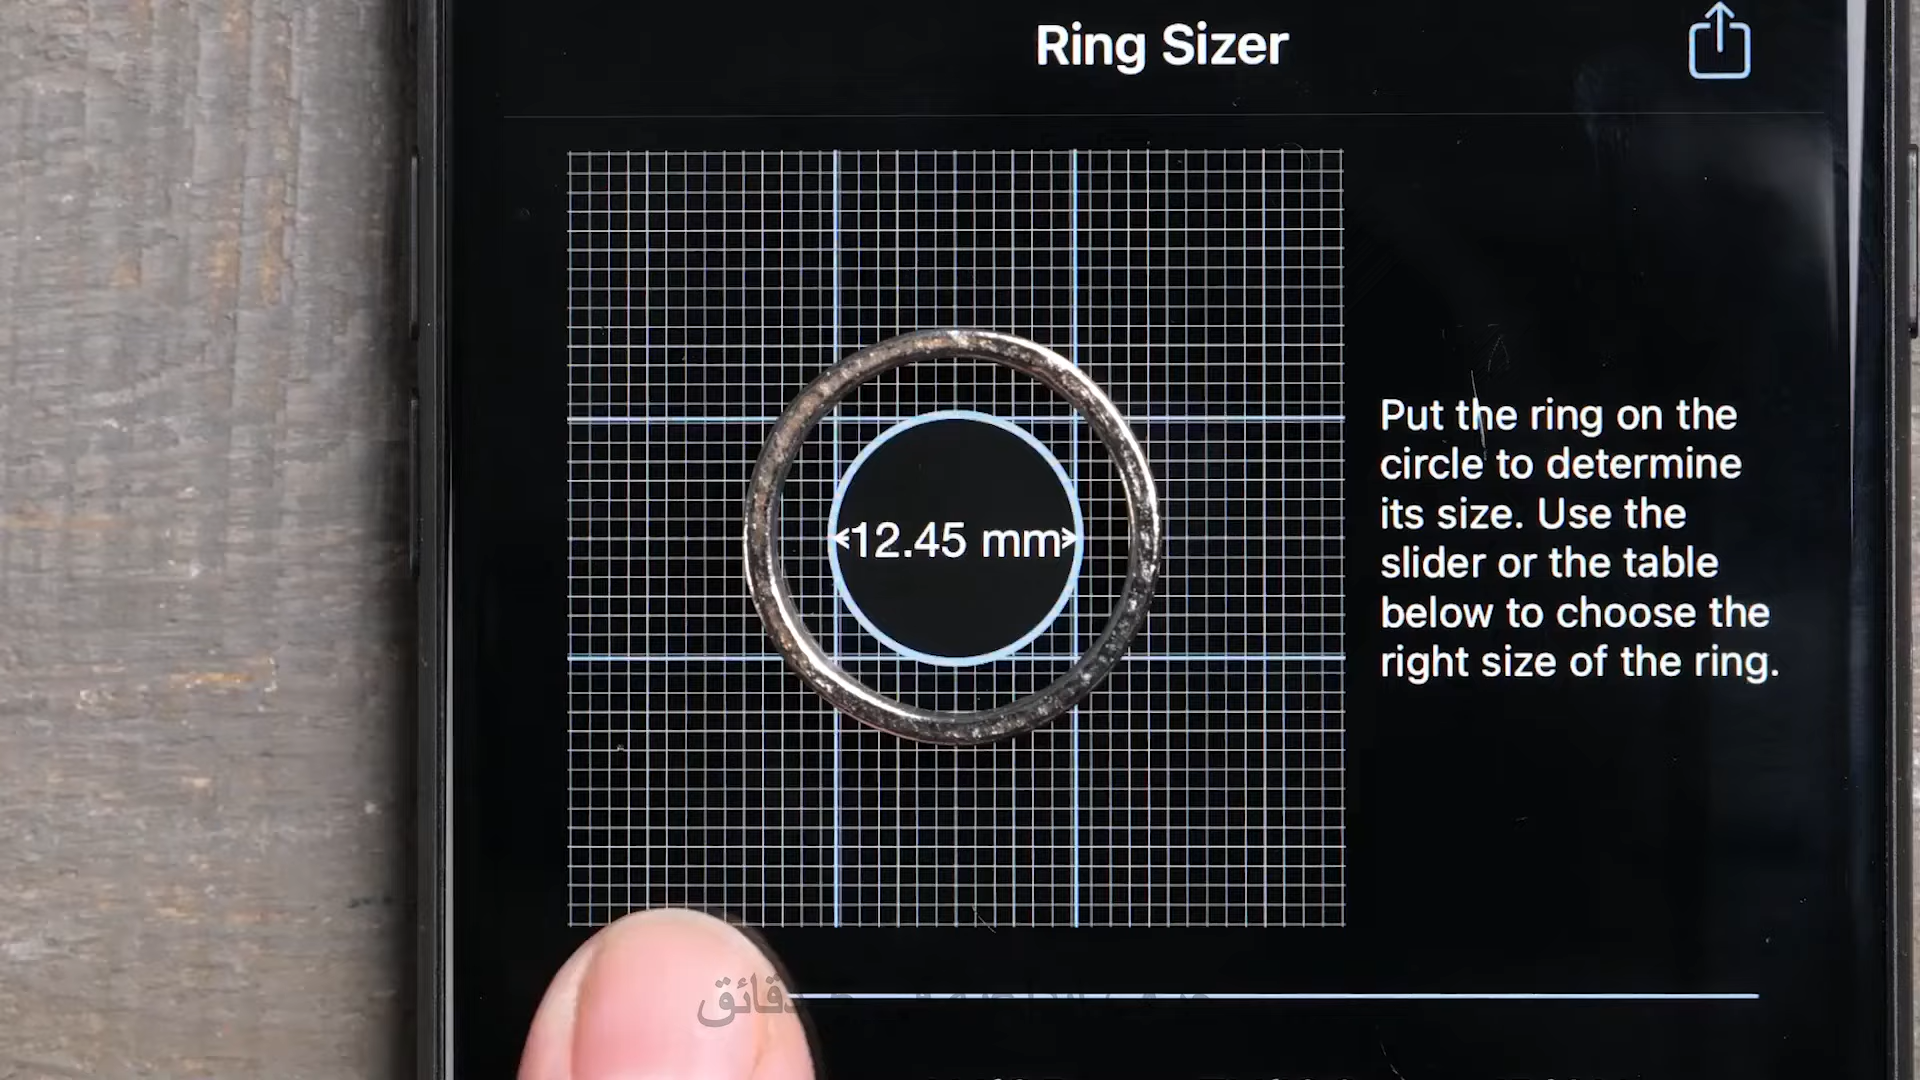 Ring Sizer
12.45 mm
Put the ring on the
circle to determine
its size. Use the
slider or the table
below to choose the
right size of the ring.
دقائق